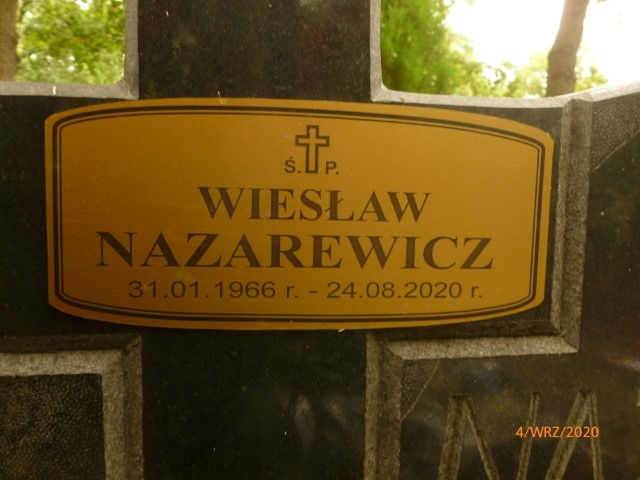 Ś. P.
WIESŁAW
NAZAREWICZ
31.01.1966 r. - 24.08.2020 r.
4/WRZ/2020